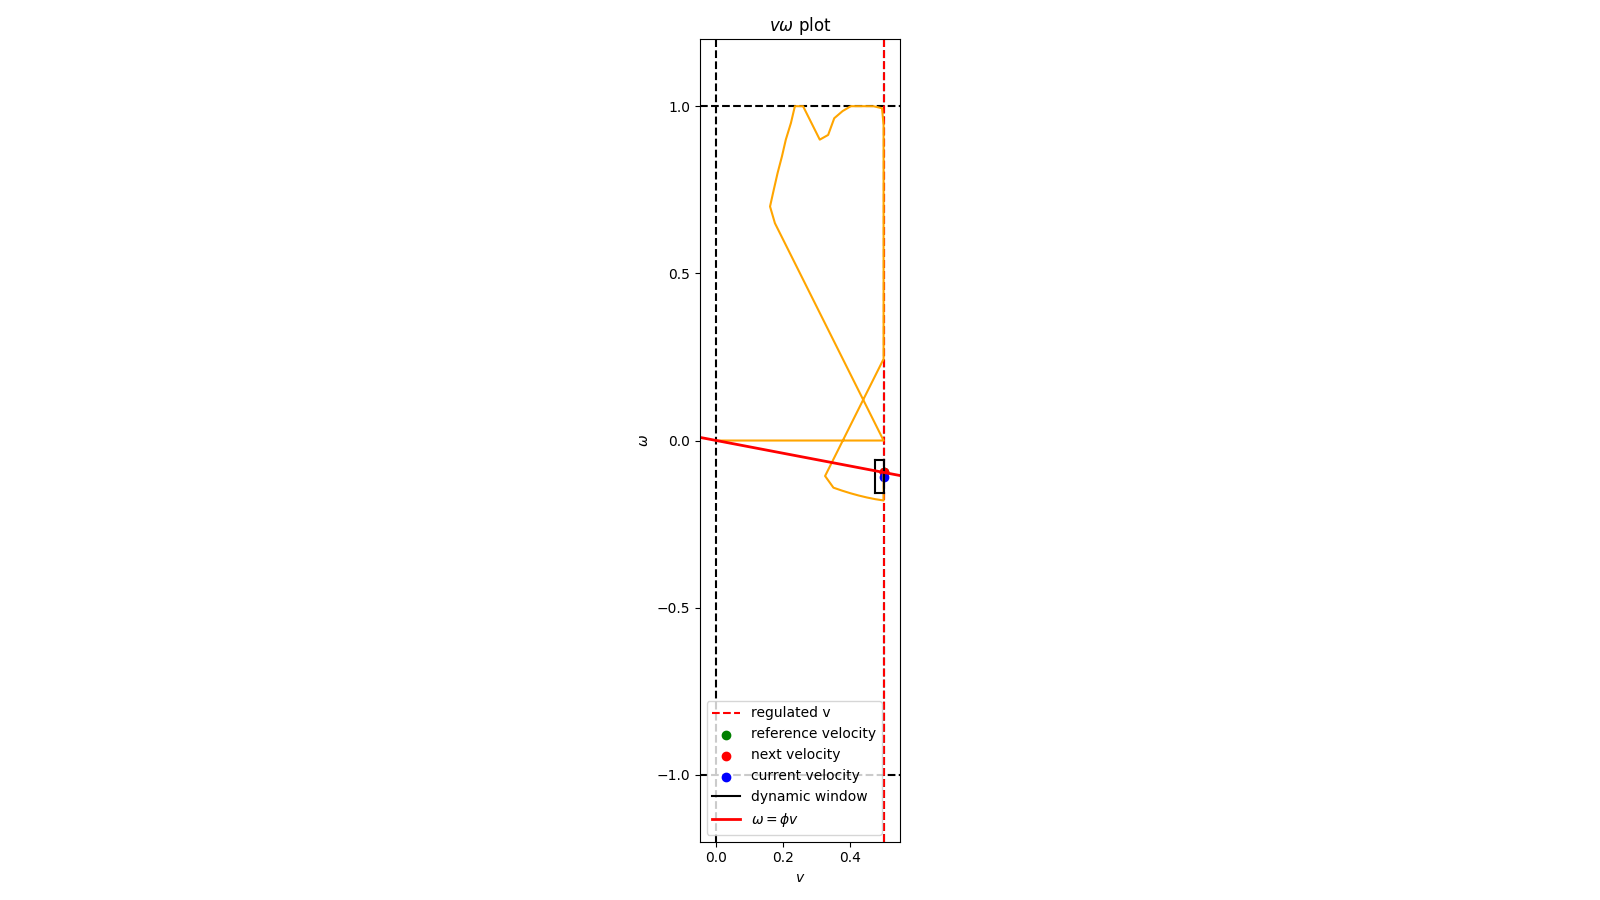 vω plot
1.0
0.5
0.0
−0.5
−1.0
ω
regulated v
reference velocity
next velocity
current velocity
dynamic window
ω = ϕv
0.0 0.2 0.4
v